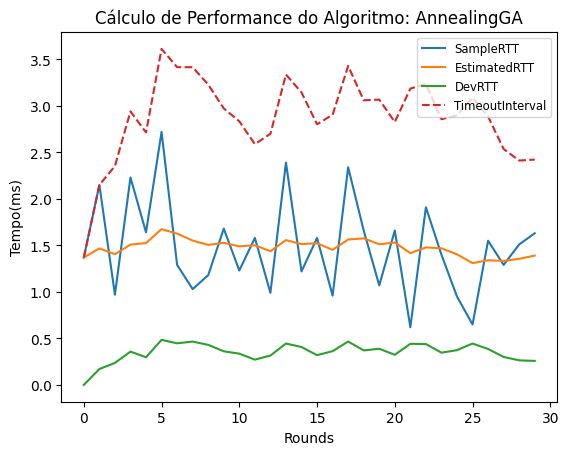 Cálculo de Performance do Algoritmo: AnnealingGA
SampleRTT
EstimatedRTT
DevRTT
TimeoutInterval
Tempo(ms)
3.5
3.0
2.5
2.0
1.5
1.0
0.5
0.0
0 5 10 15 20 25 30
Rounds